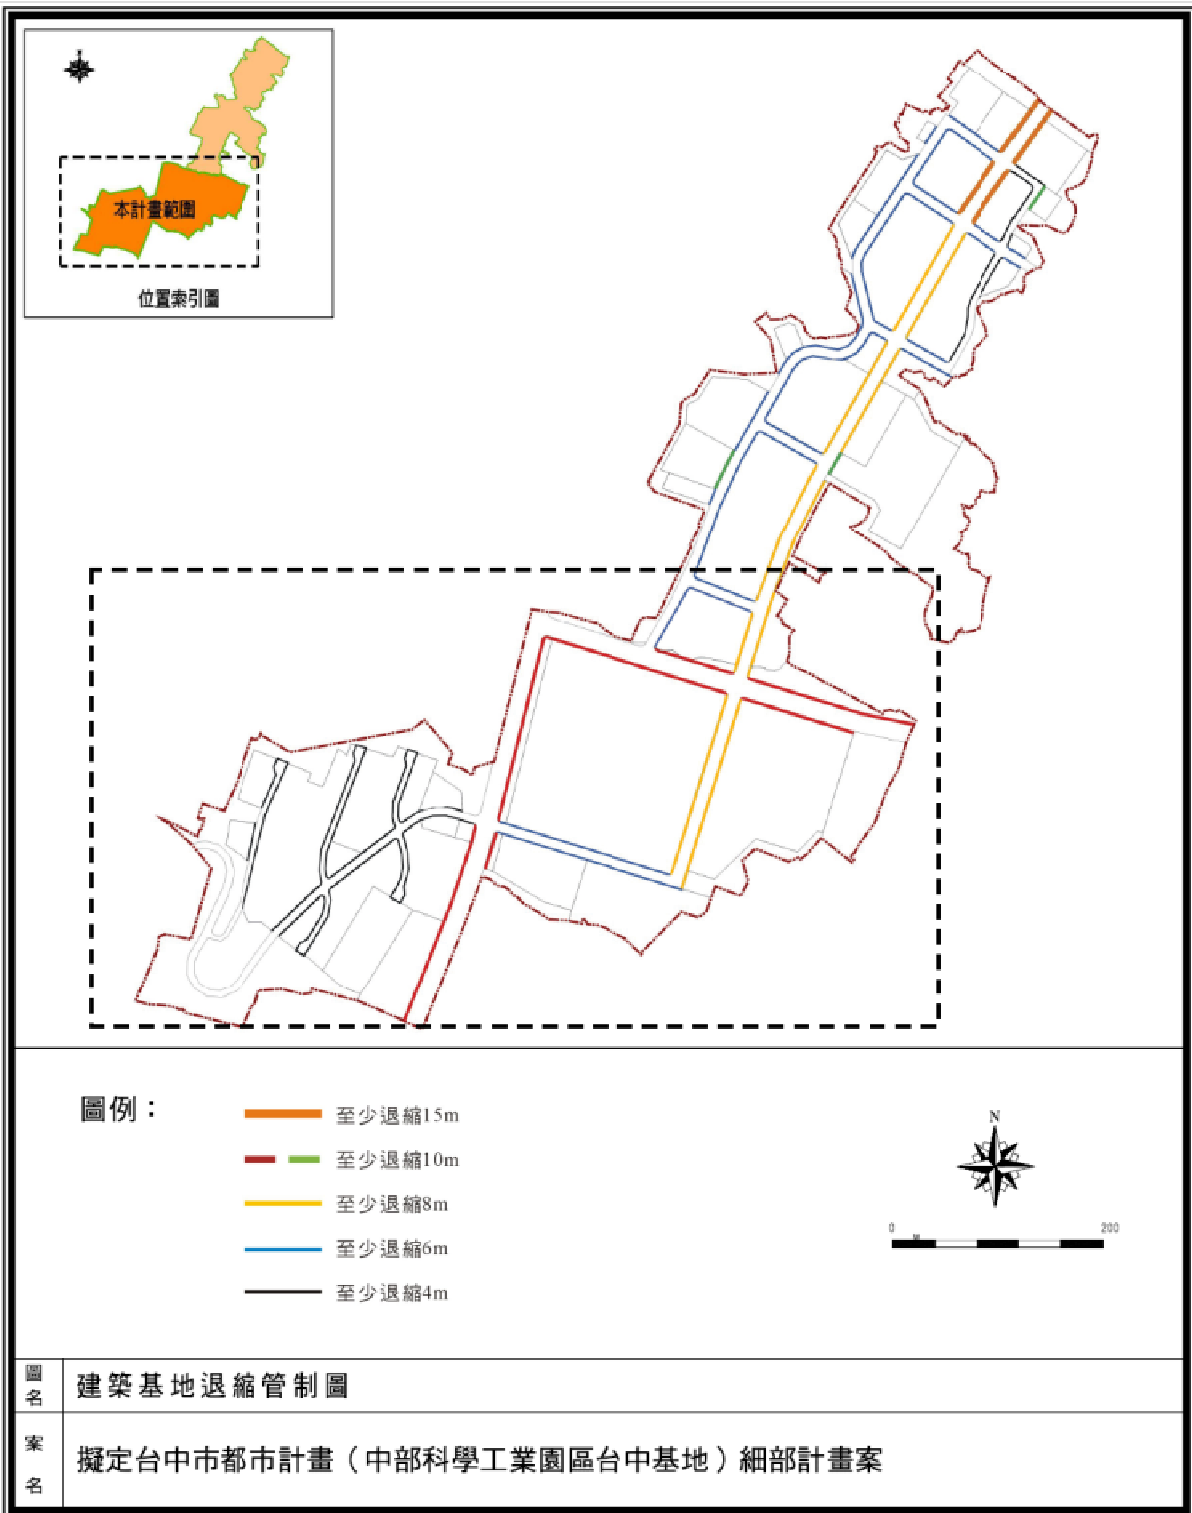 本計畫範圍
位置索引圖
圖例：
至少退縮15m
至少退縮10m
至少退縮8m
至少退縮6m
至少退縮4m
N
0 200
M
圖名 建築基地退縮管制圖
案名 擬定台中市都市計畫（中部科學工業園區台中基地）細部計畫案